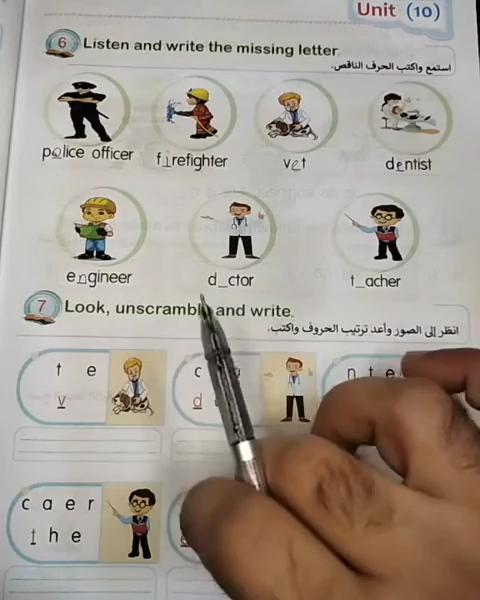 Unit (10)
6 Listen and write the missing letter.
استمع واكتب الحرف الناقص.
police officer firefighter vet dentist
engineer d_ctor t_acher
7 Look, unscramble and write.
انظر إلى الصور وأعد ترتيب الحروف واكتب.
t e c n t e
v d
c a e r
t h e